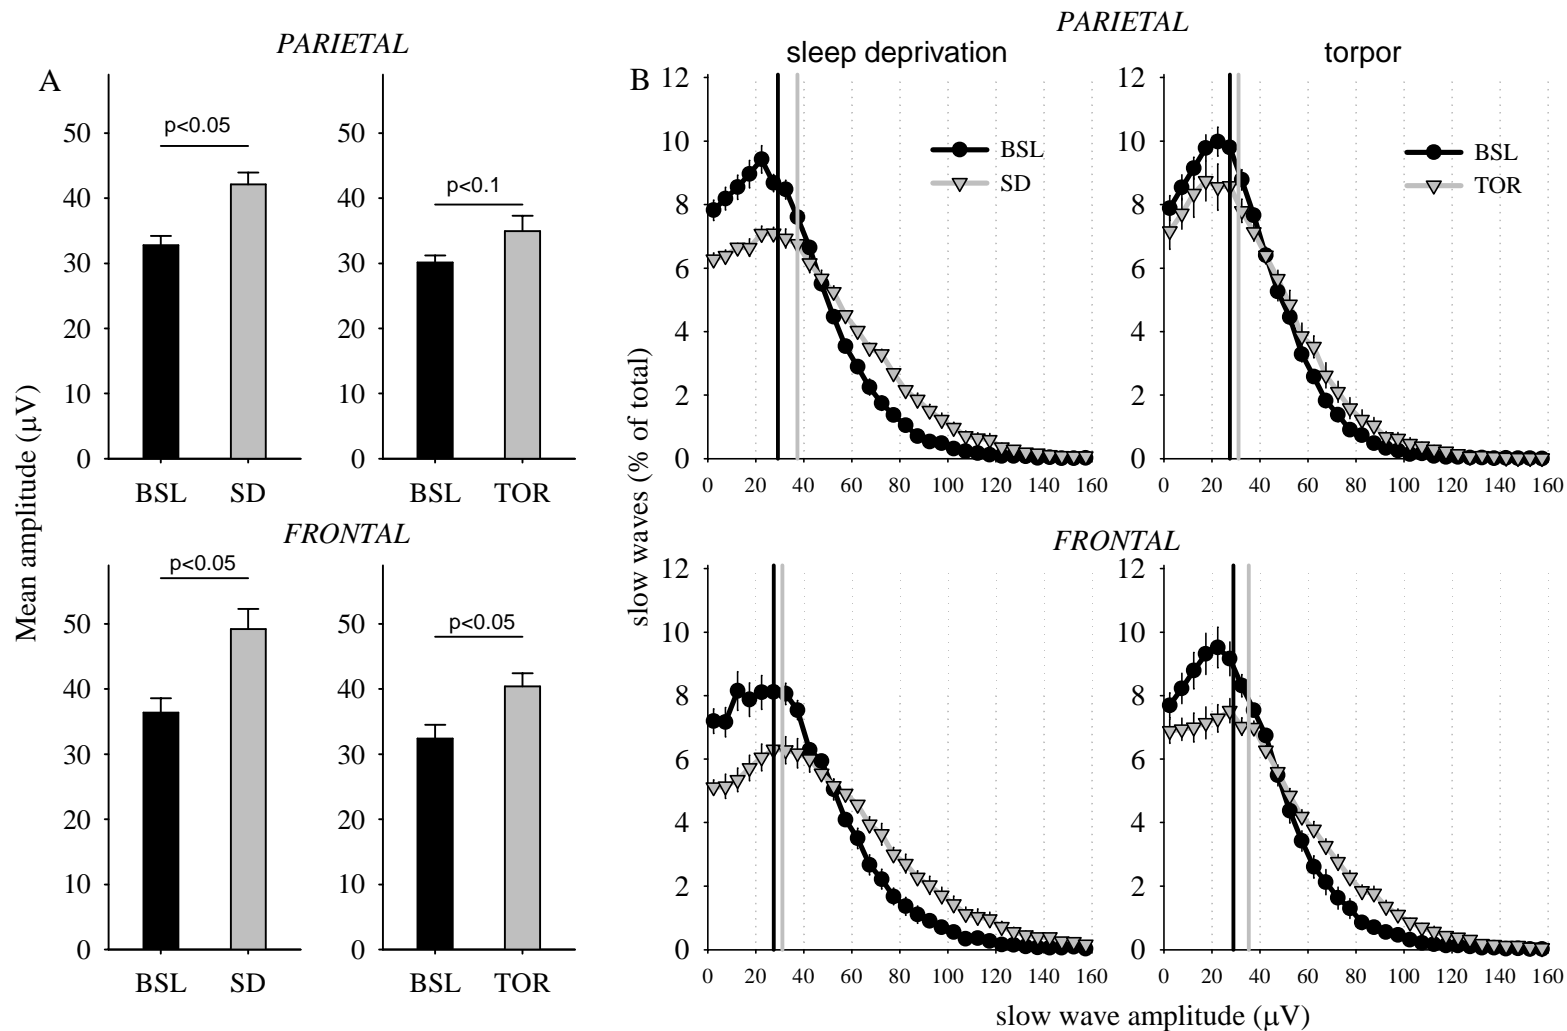 A
PARIETAL
Mean amplitude (μV)
50
40
30
20
10
0
p<0.05
BSL SD
50
40
30
20
10
0
p<0.1
BSL TOR
FRONTAL
50
40
30
20
10
0
p<0.05
BSL SD
50
40
30
20
10
0
p<0.05
BSL TOR
B
PARIETAL
sleep deprivation
torpor
slow waves (% of total)
12
10
8
6
4
2
0
BSL
SD
0 20 40 60 80 100 120 140 160
12
10
8
6
4
2
0
BSL
TOR
0 20 40 60 80 100 120 140 160
FRONTAL
12
10
8
6
4
2
0
0 20 40 60 80 100 120 140 160
12
10
8
6
4
2
0
0 20 40 60 80 100 120 140 160
slow wave amplitude (μV)